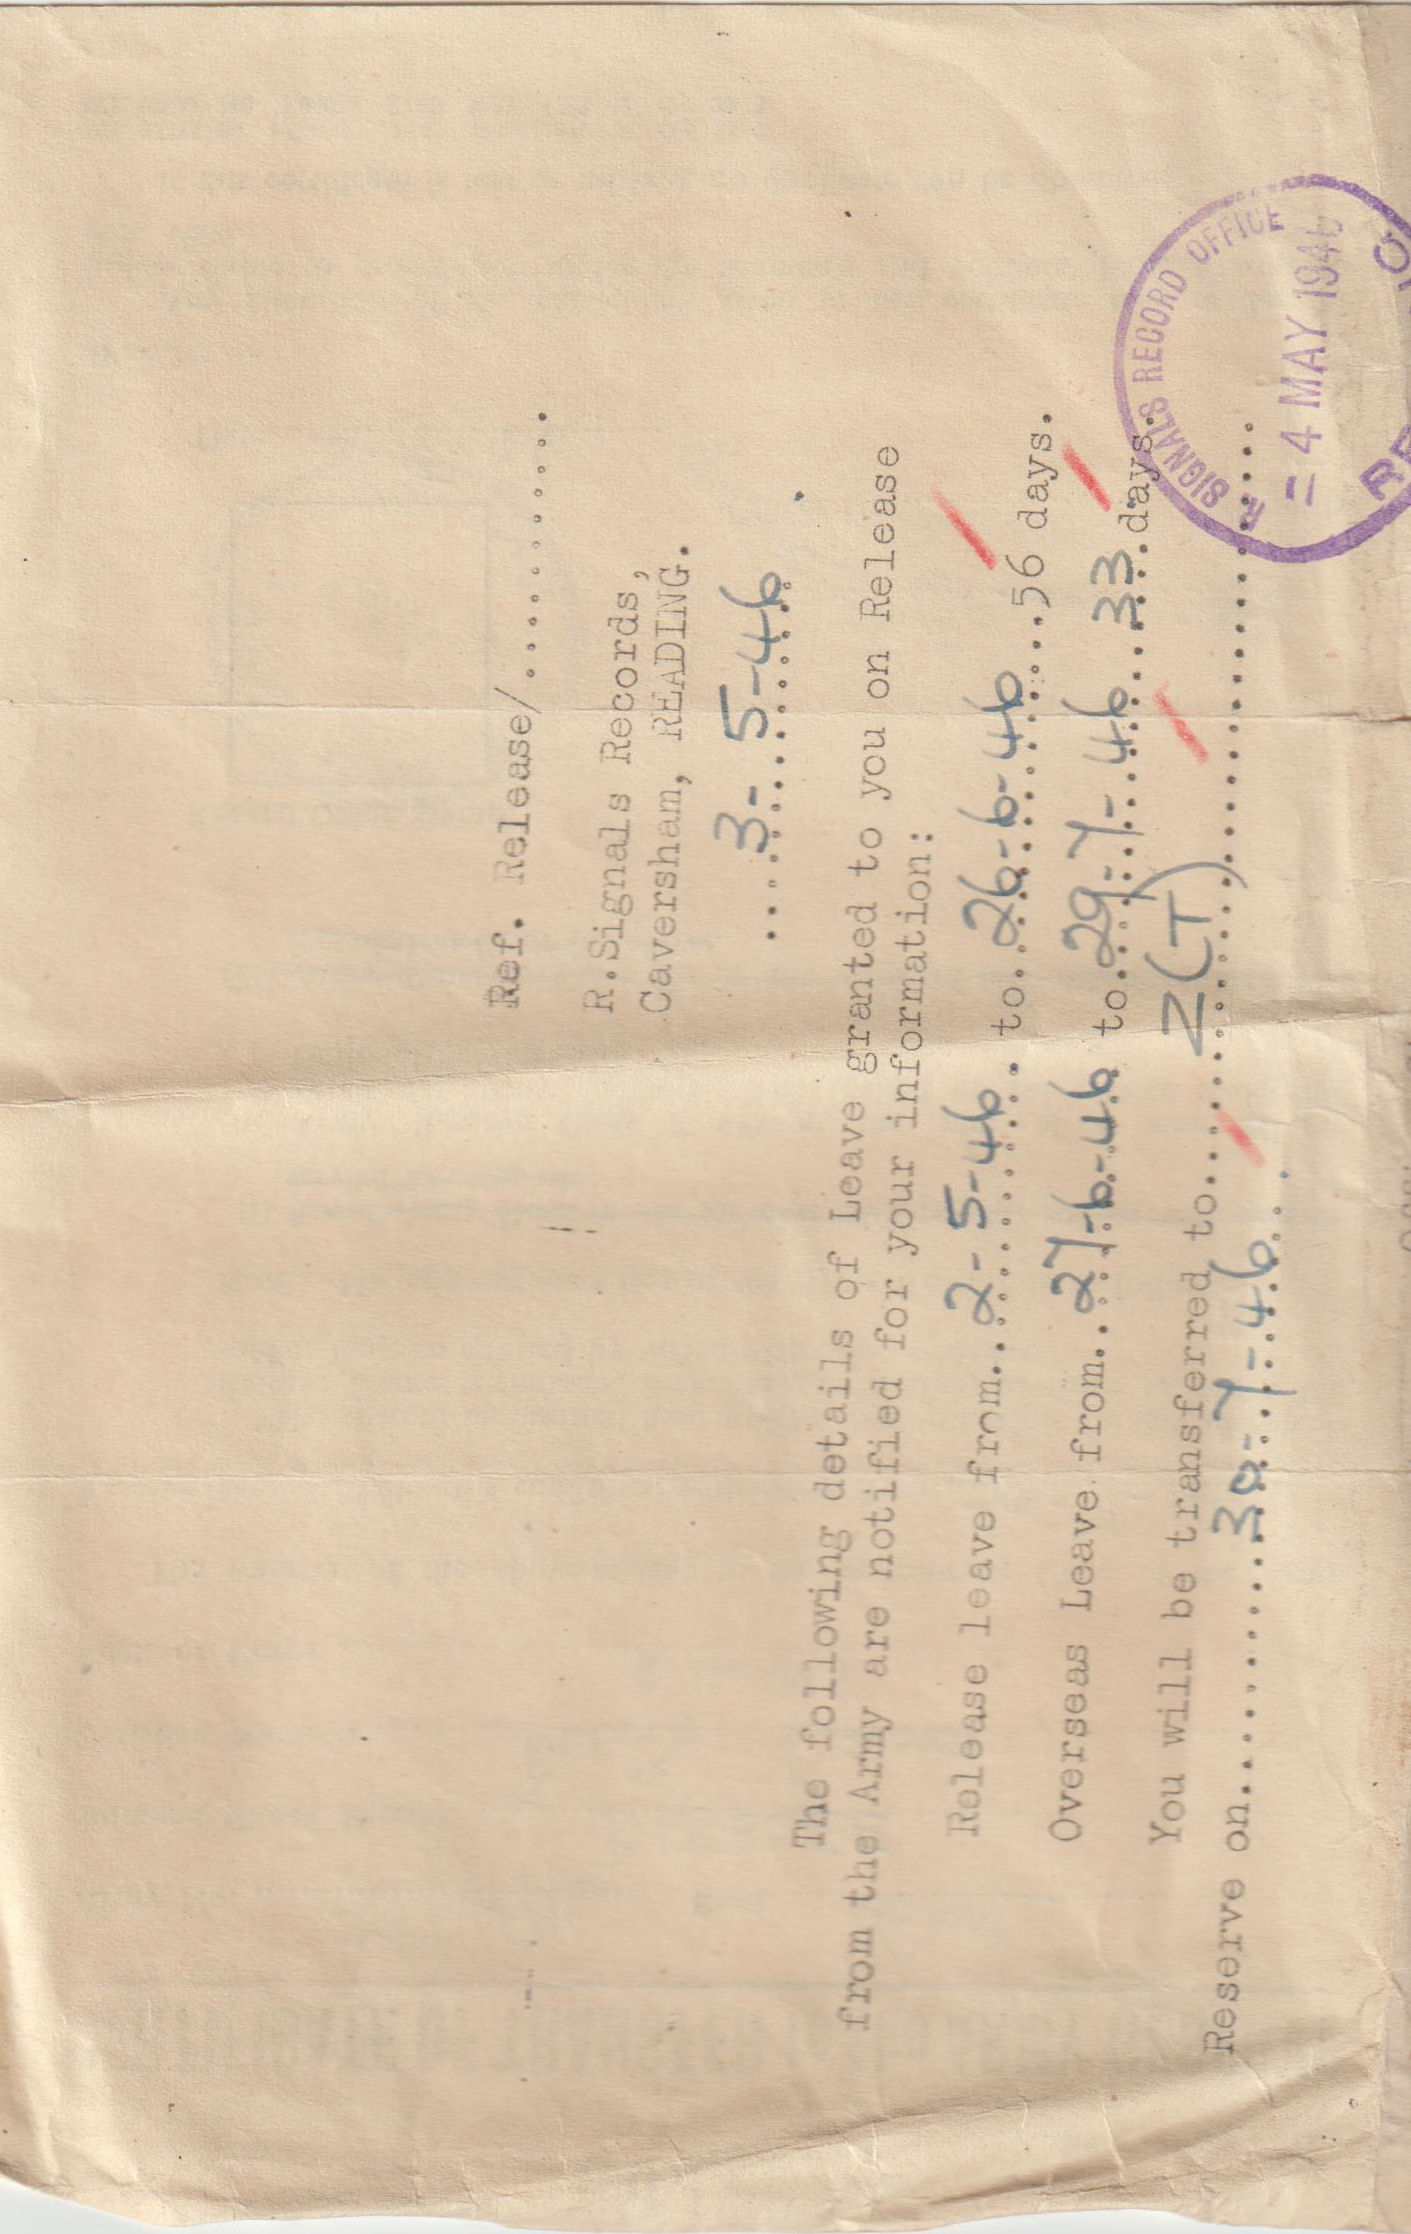 Ref. Release/...............
R.Signals Records,
Caversham, READING.
....3-5-46
The following details of Leave granted to you on Release
from the Army are notified for your information:
Release leave from..2-5-46.. to..26-6-46....56 days.
Overseas Leave from..27-6-46 to.29-7-46...33..days.
You will be transferred to.....Z(T)...............
Reserve on...........30-7-46...
R SIGNALS RECORD OFFICE
= 4 MAY 1946